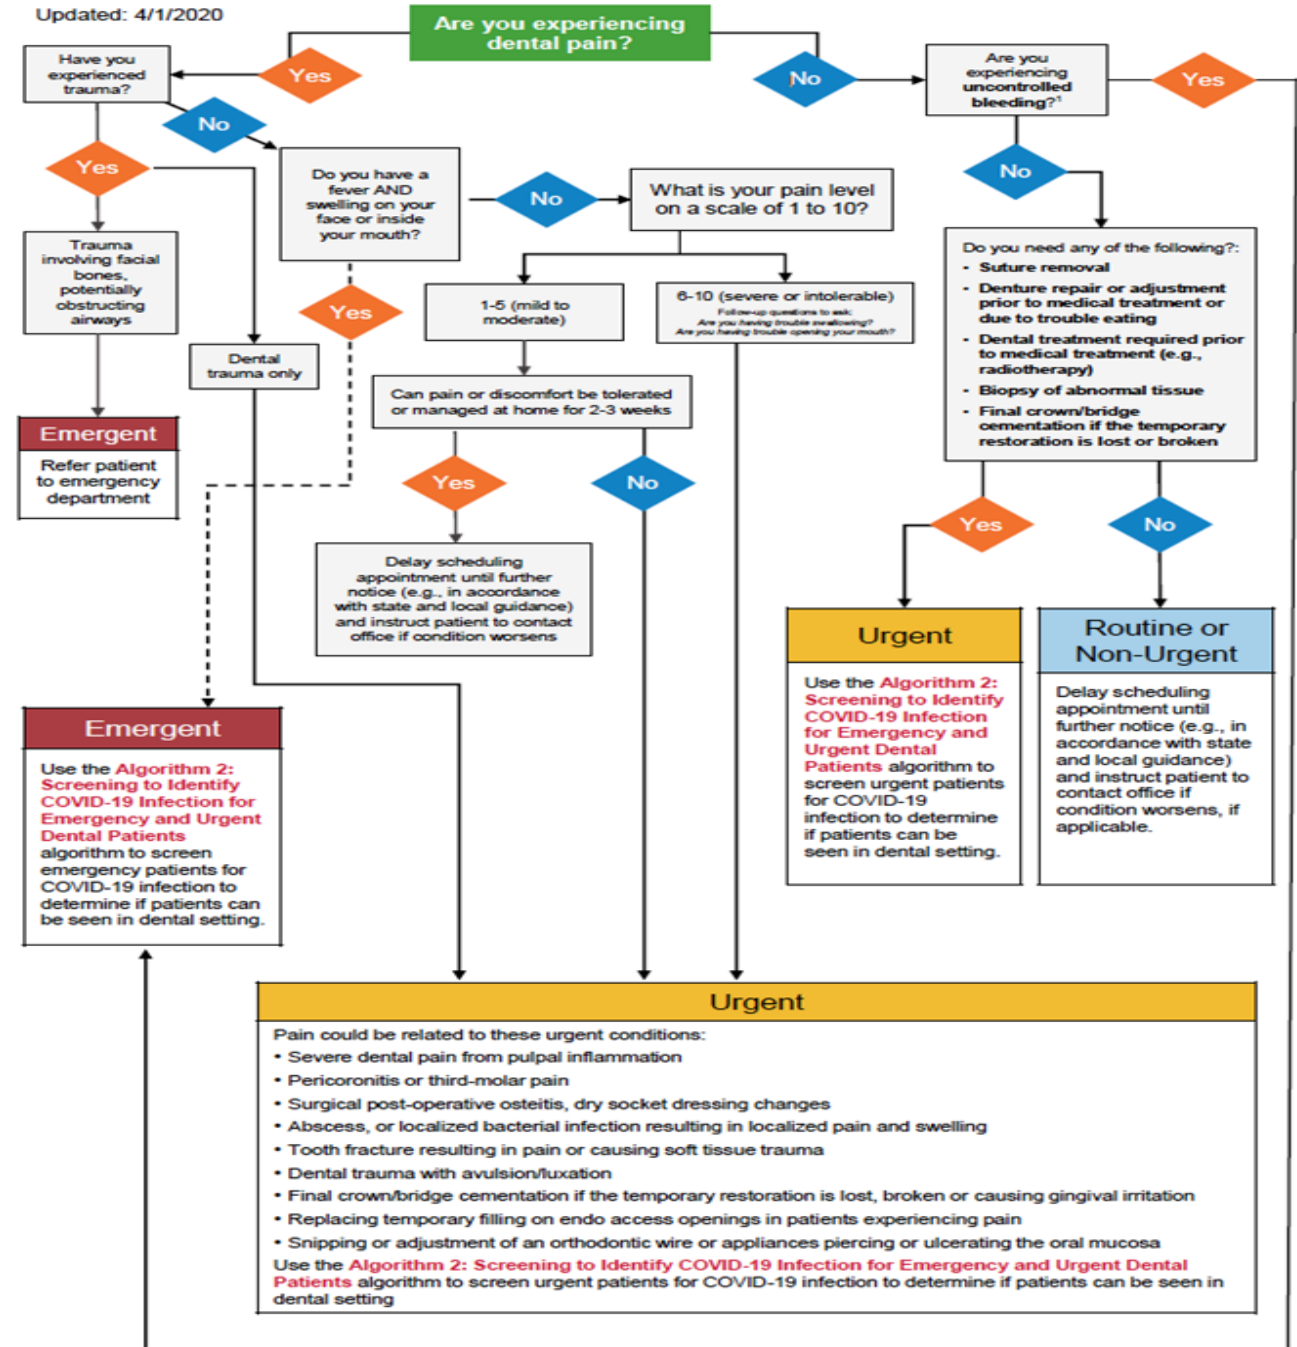 Updated: 4/1/2020
Are you experiencing
dental pain?
Yes
No
Have you
experienced
trauma?
Are you
experiencing
uncontrolled
bleeding?¹
Yes
No
Yes
No
Do you have a
fever AND
swelling on your
face or inside
your mouth?
No
What is your pain level
on a scale of 1 to 10?
Trauma
involving facial
bones,
potentially
obstructing
airways
Yes
Dental
trauma only
1-5 (mild to
moderate)
6-10 (severe or intolerable)
Follow-up questions to ask:
Are you having trouble swallowing?
Are you having trouble opening your mouth?
Do you need any of the following?:
- Suture removal
- Denture repair or adjustment
prior to medical treatment or
due to trouble eating
- Dental treatment required prior
to medical treatment (e.g.,
radiotherapy)
- Biopsy of abnormal tissue
- Final crown/bridge
cementation if the temporary
restoration is lost or broken
Can pain or discomfort be tolerated
or managed at home for 2-3 weeks
Emergent
Refer patient
to emergency
department
Yes
No
Yes
No
Delay scheduling
appointment until further
notice (e.g., in accordance
with state and local guidance)
and instruct patient to contact
office if condition worsens
Urgent
Use the Algorithm 2:
Screening to Identify
COVID-19 Infection
for Emergency and
Urgent Dental
Patients algorithm to
screen urgent patients
for COVID-19
infection to determine
if patients can be
seen in dental setting.
Routine or
Non-Urgent
Delay scheduling
appointment until
further notice (e.g., in
accordance with state
and local guidance)
and instruct patient to
contact office if
condition worsens, if
applicable.
Emergent
Use the Algorithm 2:
Screening to Identify
COVID-19 Infection for
Emergency and Urgent
Dental Patients
algorithm to screen
emergency patients for
COVID-19 infection to
determine if patients can
be seen in dental setting.
Urgent
Pain could be related to these urgent conditions:
• Severe dental pain from pulpal inflammation
• Pericoronitis or third-molar pain
• Surgical post-operative osteitis, dry socket dressing changes
• Abscess, or localized bacterial infection resulting in localized pain and swelling
• Tooth fracture resulting in pain or causing soft tissue trauma
• Dental trauma with avulsion/luxation
• Final crown/bridge cementation if the temporary restoration is lost, broken or causing gingival irritation
• Replacing temporary filling on endo access openings in patients experiencing pain
• Snipping or adjustment of an orthodontic wire or appliances piercing or ulcerating the oral mucosa
Use the Algorithm 2: Screening to Identify COVID-19 Infection for Emergency and Urgent Dental
Patients algorithm to screen urgent patients for COVID-19 infection to determine if patients can be seen in
dental setting